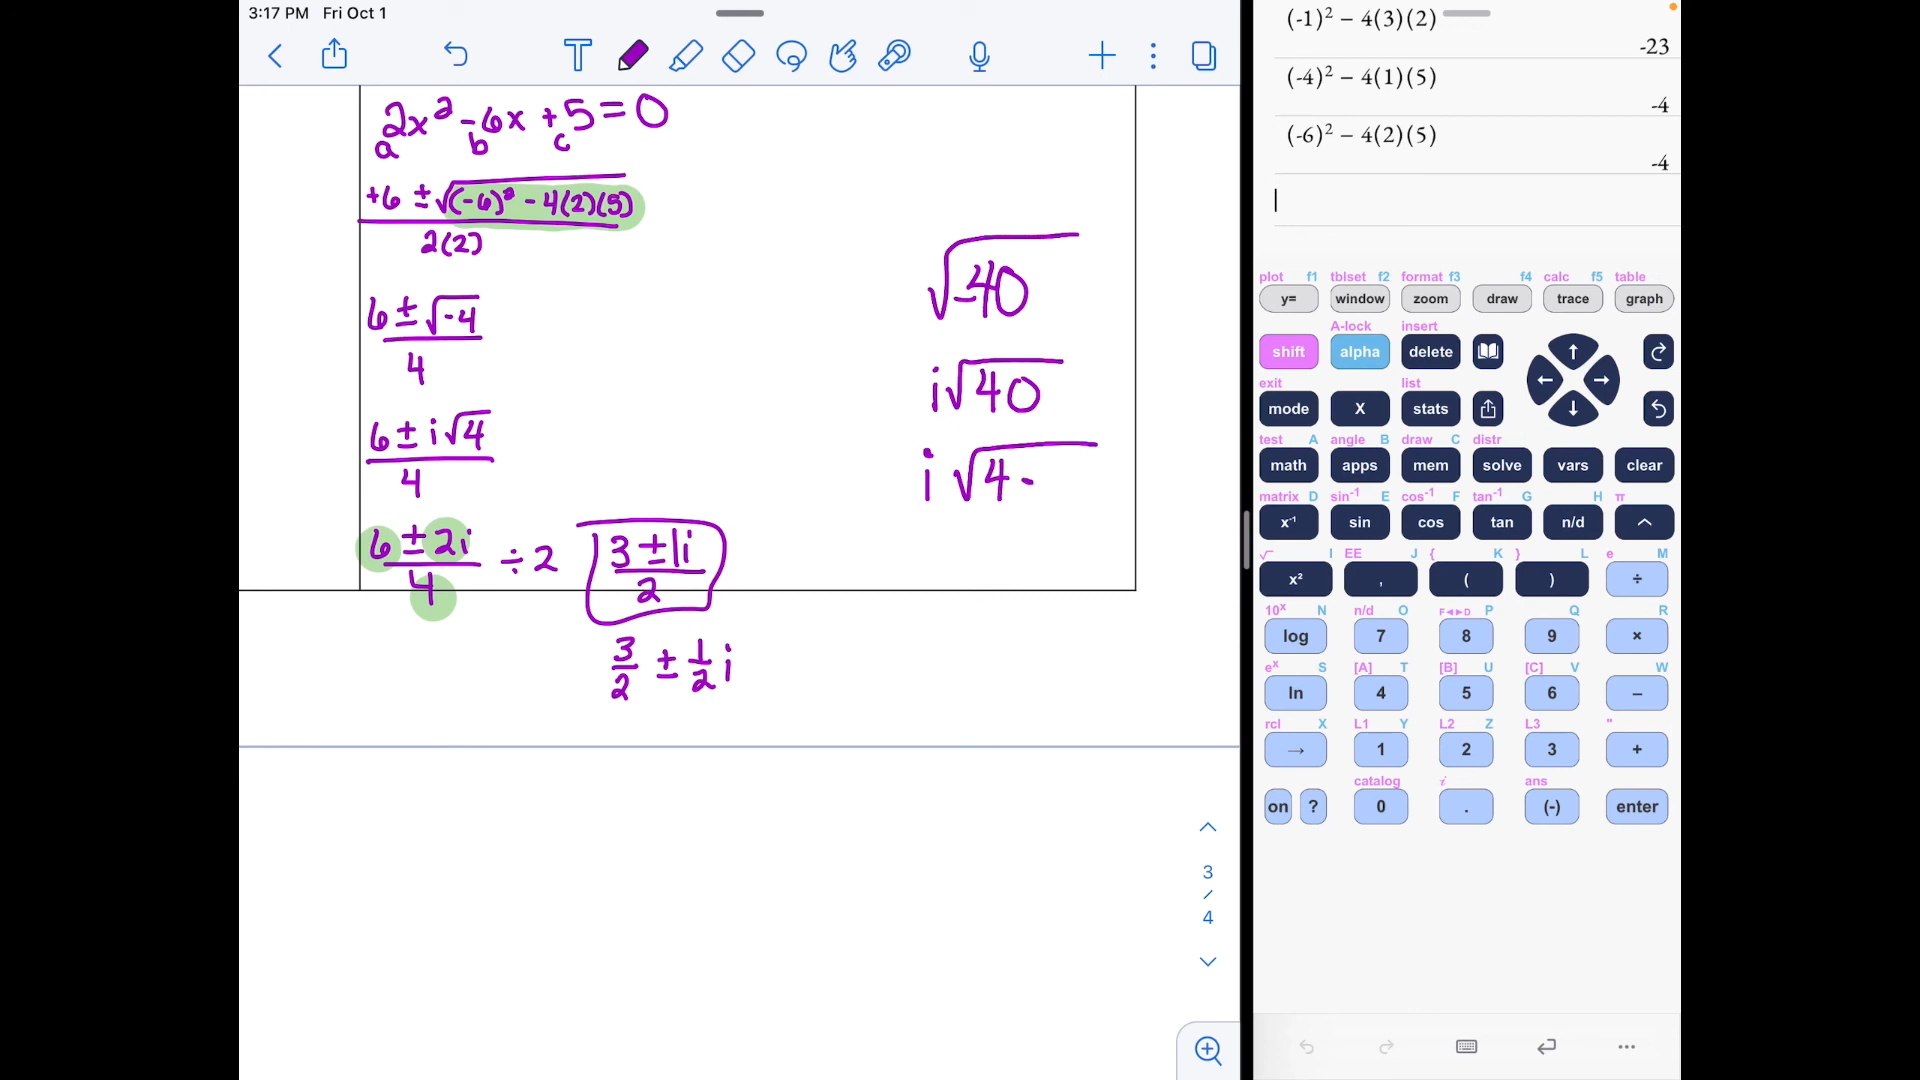 3:17 PM Fri Oct 1
T
2x² -6x +5=0
a b c
+6 ± √(-6)² - 4(2)(5)
2(2)
6 ± √-4
4
6 ± i√4
4
6 ± 2i
4
÷2
3 ± 1i
2
3/2 ± 1/2 i
√-40
i√40
i √4 ·
3
/
4
(-1)² − 4(3)(2)
-23
(-4)² − 4(1)(5)
-4
(-6)² − 4(2)(5)
-4
plot f1 tblset f2 format f3 f4 calc f5 table
y= window zoom draw trace graph
A-lock insert
shift alpha delete
exit list
mode X stats
test A angle B draw C distr
math apps mem solve vars clear
matrix D sin⁻¹ E cos⁻¹ F tan⁻¹ G H π
x⁻¹ sin cos tan n/d ^
√ I EE J { K } L e M
x² , ( ) ÷
10ˣ N n/d O F◄►D P Q R
log 7 8 9 ×
eˣ S [A] T [B] U [C] V W
ln 4 5 6 −
rcl X L1 Y L2 Z L3 "
→ 1 2 3 +
catalog i ans
on ? 0 . (-) enter